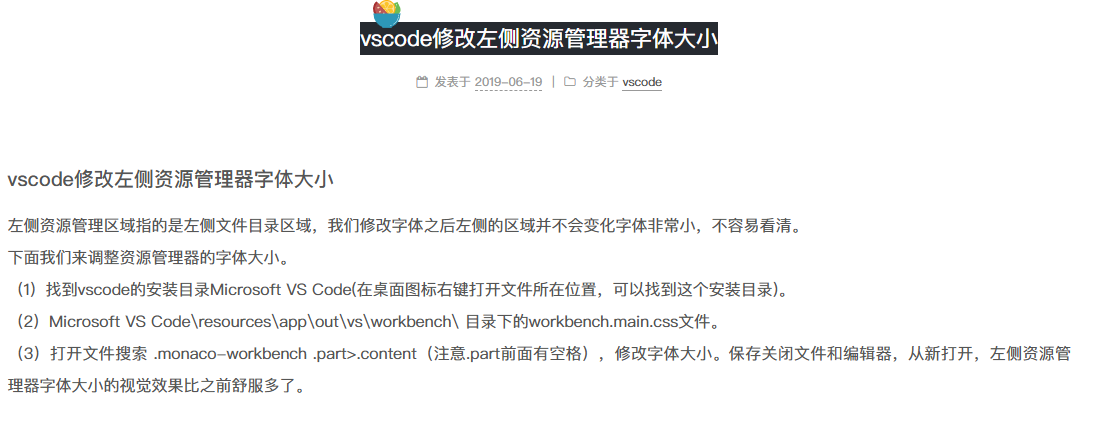 vscode修改左侧资源管理器字体大小
发表于 2019-06-19 | 分类于 vscode
vscode修改左侧资源管理器字体大小
左侧资源管理区域指的是左侧文件目录区域，我们修改字体之后左侧的区域并不会变化字体非常小，不容易看清。
下面我们来调整资源管理器的字体大小。
（1）找到vscode的安装目录Microsoft VS Code(在桌面图标右键打开文件所在位置，可以找到这个安装目录)。
（2）Microsoft VS Code\resources\app\out\vs\workbench\ 目录下的workbench.main.css文件。
（3）打开文件搜索 .monaco-workbench .part>.content（注意.part前面有空格），修改字体大小。保存关闭文件和编辑器，从新打开，左侧资源管
理器字体大小的视觉效果比之前舒服多了。